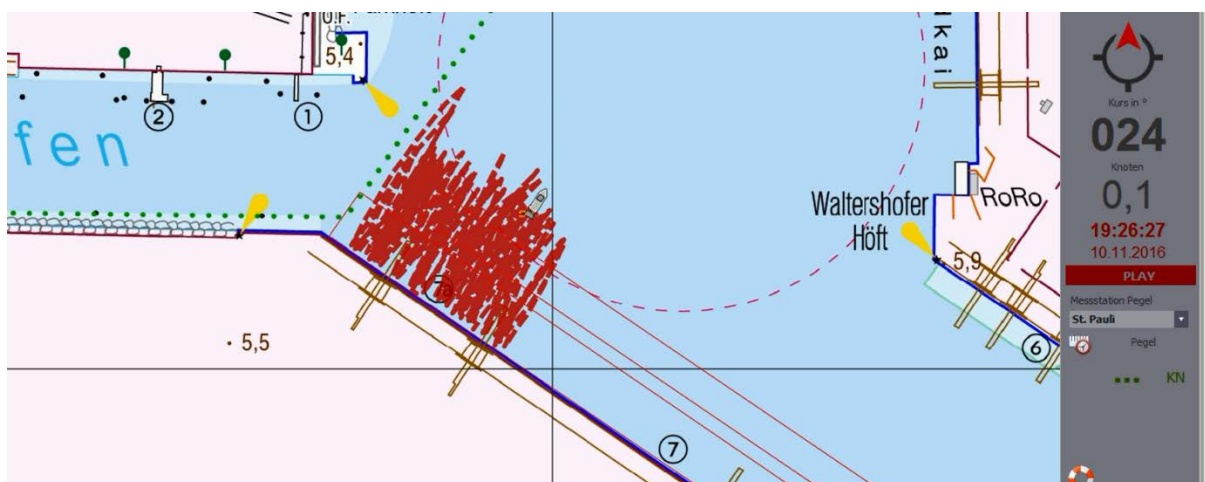 O.F.
5,4
2
1
fen
kai
Waltershofer
Höft
RoRo
5,9
5,5
6
7
Kurs in °
024
Knoten
0,1
19:26:27
10.11.2016
PLAY
Messstation Pegel
St. Pauli
Pegel
... KN